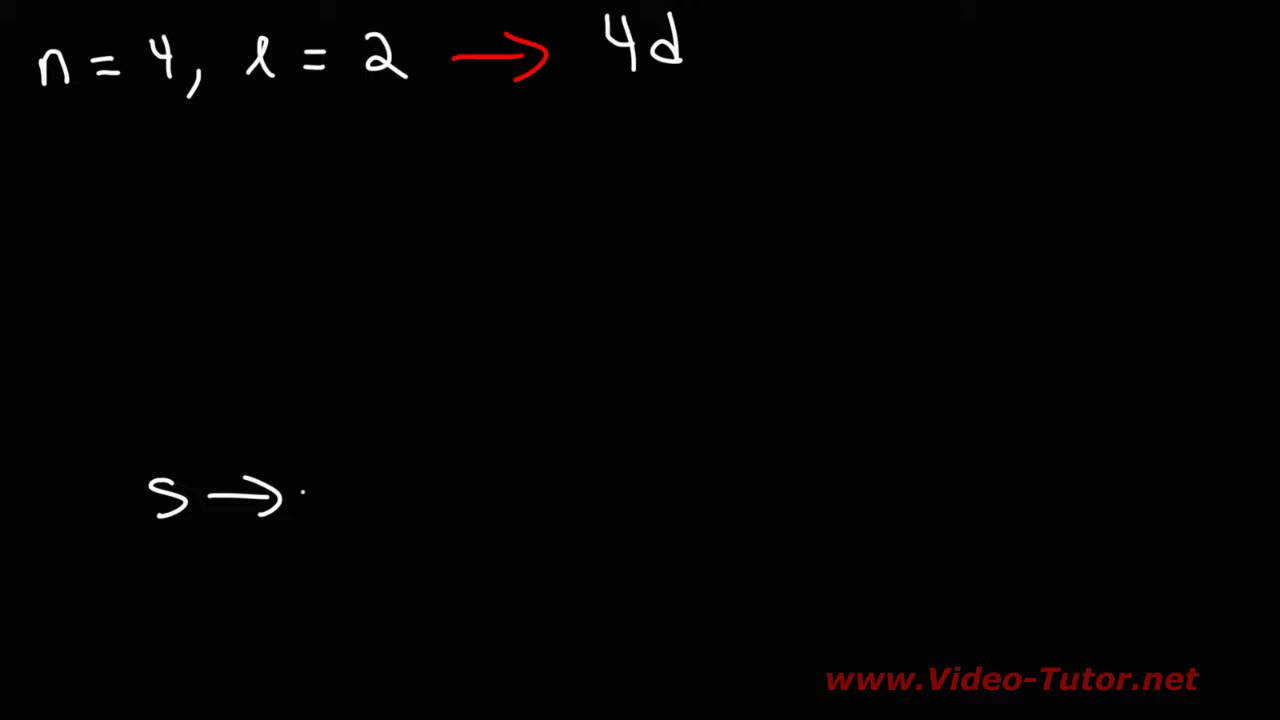 n = 4, l = 2 → 4d
s →
www.Video-Tutor.net